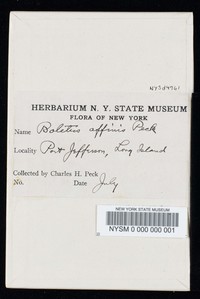 HERBARIUM N. Y. STATE MUSEUM
FLORA OF NEW YORK
Name Boletus affinis Peck
Locality Port Jefferson, Long Island
Collected by Charles H. Peck
No. Date July
NEW YORK STATE MUSEUM
NYSM 0 000 000 001